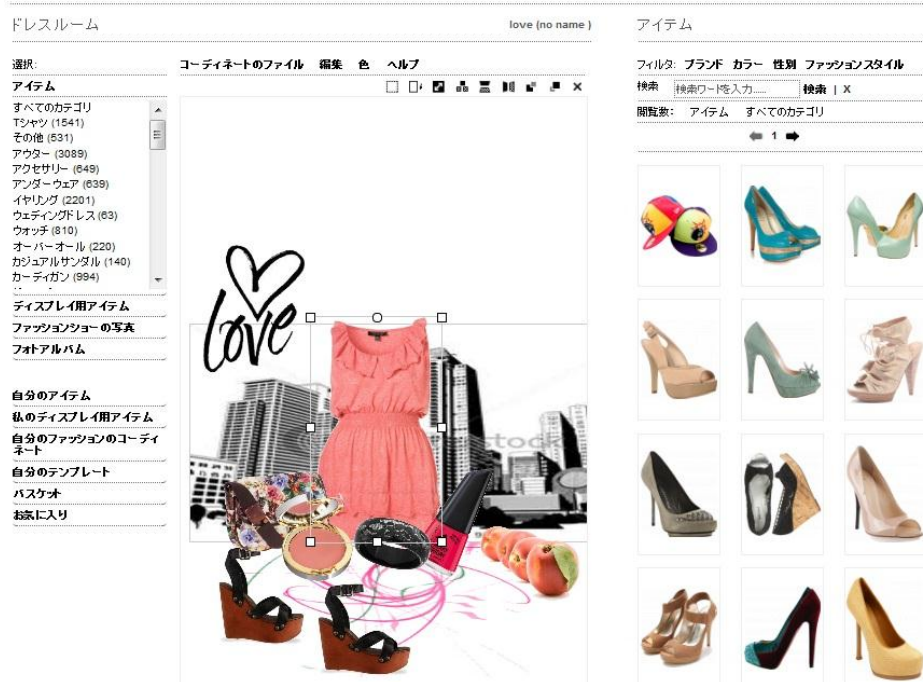 ドレスルーム
love (no name )
選択:
アイテム
すべてのカテゴリ
Tシャツ (1541)
その他 (531)
アウター (3089)
アクセサリー (649)
アンダーウェア (639)
イヤリング (2201)
ウェディングドレス (63)
ウォッチ (810)
オーバーオール (220)
カジュアルサンダル (140)
カーディガン (994)
ディスプレイ用アイテム
ファッションショーの写真
フォトアルバム
自分のアイテム
私のディスプレイ用アイテム
自分のファッションのコーディ
ネート
自分のテンプレート
バスケット
お気に入り
コーディネートのファイル 編集 色 ヘルプ
love
stock
アイテム
フィルタ: ブランド カラー 性別 ファッションスタイル
検索 検索ワードを入力..... 検索 | X
閲覧数: アイテム すべてのカテゴリ
1